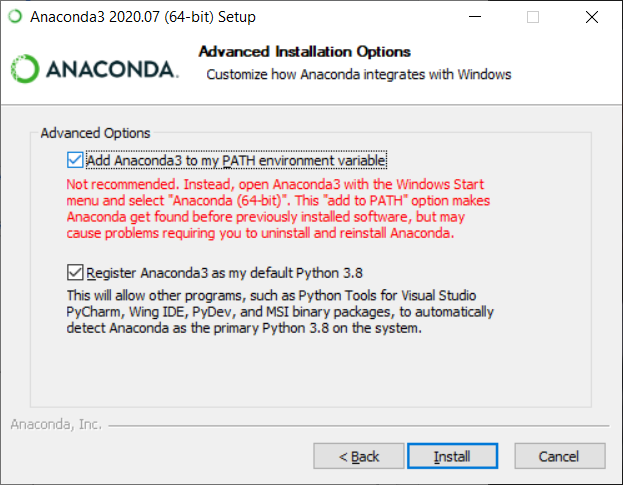 Anaconda3 2020.07 (64-bit) Setup
ANACONDA.
Advanced Installation Options
Customize how Anaconda integrates with Windows
Advanced Options
Add Anaconda3 to my PATH environment variable
Not recommended. Instead, open Anaconda3 with the Windows Start
menu and select "Anaconda (64-bit)". This "add to PATH" option makes
Anaconda get found before previously installed software, but may
cause problems requiring you to uninstall and reinstall Anaconda.
Register Anaconda3 as my default Python 3.8
This will allow other programs, such as Python Tools for Visual Studio
PyCharm, Wing IDE, PyDev, and MSI binary packages, to automatically
detect Anaconda as the primary Python 3.8 on the system.
Anaconda, Inc.
< Back
Install
Cancel